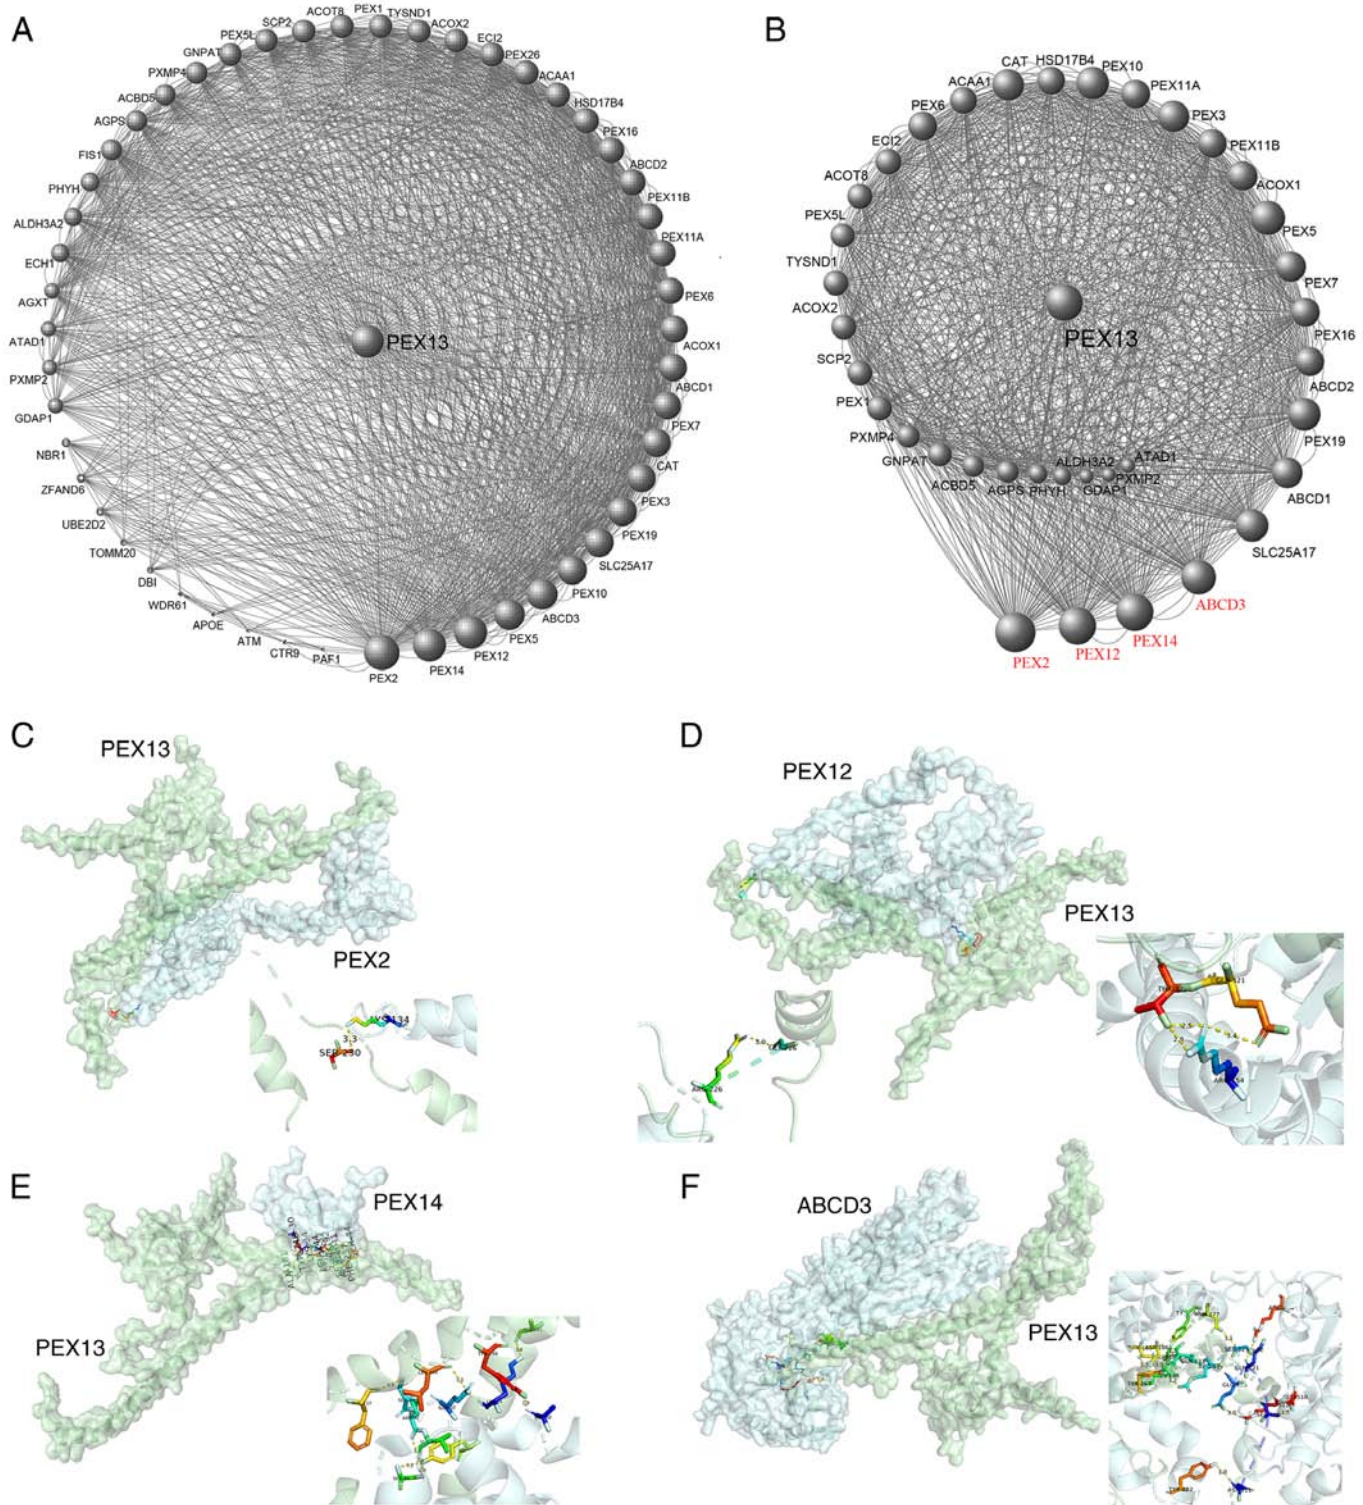 A
PEX1
ACOT8
TYSND1
SCP2
ACOX2
PEX5L
ECI2
GNPAT
PEX26
PXMP4
ACAA1
ACBD5
HSD17B4
AGPS
PEX16
FIS1
ABCD2
PHYH
PEX11B
ALDH3A2
PEX11A
ECH1
PEX6
AGXT
ATAD1
PEX13
ACOX1
PXMP2
ABCD1
GDAP1
PEX7
NBR1
CAT
ZFAND6
PEX3
UBE2D2
PEX19
TOMM20
SLC25A17
DBI
PEX10
WDR61
ABCD3
APOE
PEX5
ATM
PEX12
CTR9
PAF1
PEX14
PEX2
B
CAT
HSD17B4
PEX10
ACAA1
PEX11A
PEX6
PEX3
ECI2
PEX11B
ACOT8
ACOX1
PEX5L
PEX5
TYSND1
PEX7
ACOX2
PEX13
PEX16
SCP2
ABCD2
PEX1
PEX19
PXMP4
GNPAT
ALDH3A2
ATAD1
ACBD5
AGPS
PHYH
GDAP1
PXMP2
ABCD1
SLC25A17
ABCD3
PEX14
PEX12
PEX2
C
PEX13
PEX2
3.3
SER 230
D
PEX12
PEX13
E
PEX14
PEX13
F
ABCD3
PEX13